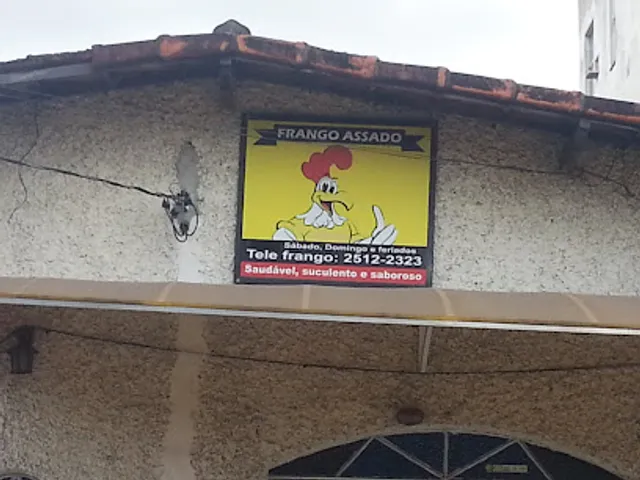 FRANGO ASSADO
Sábado, Domingo e feriados
Tele frango: 2512-2323
Saudável, suculento e saboroso